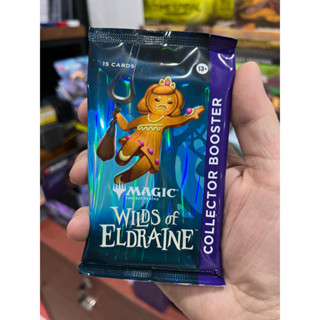 15 CARDS
13+
MAGIC
THE GATHERING
WILDS of
ELDRAINE
COLLECTOR BOOSTER